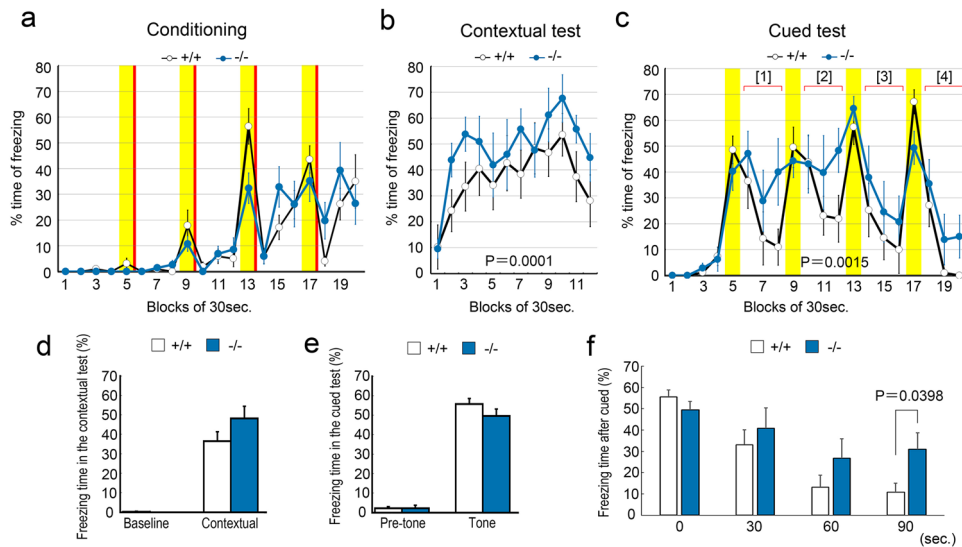 a
Conditioning
+/+ -/-
% time of freezing
80
70
60
50
40
30
20
10
0
1 3 5 7 9 11 13 15 17 19
Blocks of 30sec.
b
Contextual test
+/+ -/-
% time of freezing
80
70
60
50
40
30
20
10
0
P=0.0001
1 3 5 7 9 11
Blocks of 30sec.
c
Cued test
+/+ -/-
[1] [2] [3] [4]
% time of freezing
80
70
60
50
40
30
20
10
0
P=0.0015
1 3 5 7 9 11 13 15 17 19
Blocks of 30sec.
d
+/+ -/-
Freezing time in the contextual test (%)
70
60
50
40
30
20
10
0
Baseline Contextual
e
+/+ -/-
Freezing time in the cued test (%)
70
60
50
40
30
20
10
0
Pre-tone Tone
f
+/+ -/-
Freezing time after cued (%)
70
60
50
40
30
20
10
0
P=0.0398
0 30 60 90
(sec.)